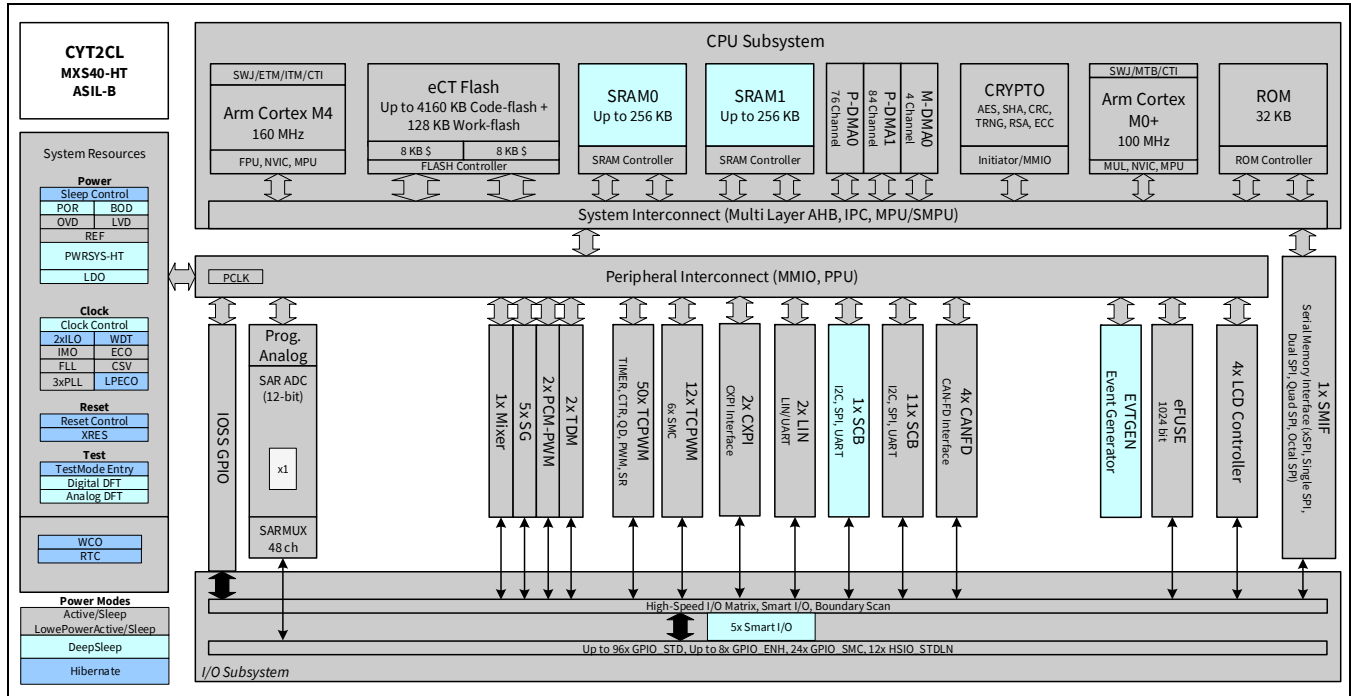 CYT2CL
MXS40-HT
ASIL-B
System Resources
Power
Sleep Control
POR
BOD
OVD
LVD
REF
PWRSYS-HT
LDO
Clock
Clock Control
2xILO
WDT
IMO
ECO
FLL
CSV
3xPLL
LPECO
Reset
Reset Control
XRES
Test
TestMode Entry
Digital DFT
Analog DFT
WCO
RTC
Power Modes
Active/Sleep
LowePowerActive/Sleep
DeepSleep
Hibernate
CPU Subsystem
SWJ/ETM/ITM/CTI
Arm Cortex M4
160 MHz
FPU, NVIC, MPU
eCT Flash
Up to 4160 KB Code-flash +
128 KB Work-flash
8 KB $
8 KB $
FLASH Controller
SRAM0
Up to 256 KB
SRAM Controller
SRAM1
Up to 256 KB
SRAM Controller
P-DMA0
76 Channel
P-DMA1
84 Channel
M-DMA0
4 Channel
CRYPTO
AES, SHA, CRC,
TRNG, RSA, ECC
Initiator/MMIO
SWJ/MTB/CTI
Arm Cortex
M0+
100 MHz
MUL, NVIC, MPU
ROM
32 KB
ROM Controller
System Interconnect (Multi Layer AHB, IPC, MPU/SMPU)
PCLK
Peripheral Interconnect (MMIO, PPU)
IOSS GPIO
Prog.
Analog
SAR ADC
(12-bit)
x1
SARMUX
48 ch
1x Mixer
5x SG
2x PCM-PWM
2x TDM
50x TCPWM
TIMER, CTR, QD, PWM, SR
12x TCPWM
6x SMC
2x CXPI
CXPI Interface
2x LIN
LIN/UART
1x SCB
I2C, SPI, UART
11x SCB
I2C, SPI, UART
4x CANFD
CAN-FD Interface
EVTGEN
Event Generator
eFUSE
1024 bit
4x LCD Controller
1x SMIF
Serial Memory Interface (xSPI, Single SPI,
Dual SPI, Quad SPI, Octal SPI)
High-Speed I/O Matrix, Smart I/O, Boundary Scan
5x Smart I/O
Up to 96x GPIO_STD, Up to 8x GPIO_ENH, 24x GPIO_SMC, 12x HSIO_STDLN
I/O Subsystem